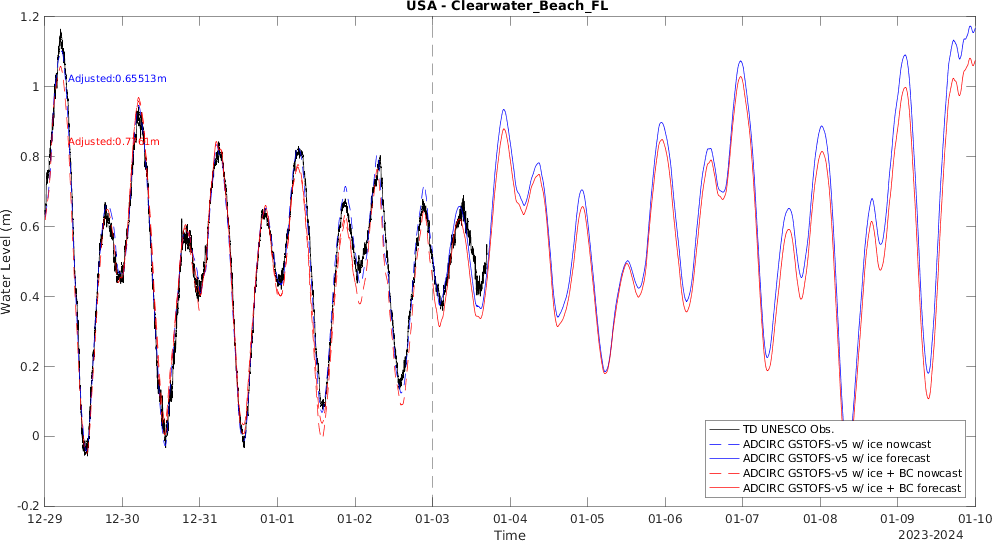 USA - Clearwater_Beach_FL
Water Level (m)
1.2
1
0.8
0.6
0.4
0.2
0
-0.2
Adjusted:0.65513m
TD UNESCO Obs.
ADCIRC GSTOFS-v5 w/ ice nowcast
ADCIRC GSTOFS-v5 w/ ice forecast
ADCIRC GSTOFS-v5 w/ ice + BC nowcast
ADCIRC GSTOFS-v5 w/ ice + BC forecast
12-29 12-30 12-31 01-01 01-02 01-03 01-04 01-05 01-06 01-07 01-08 01-09 01-10
Time
2023-2024